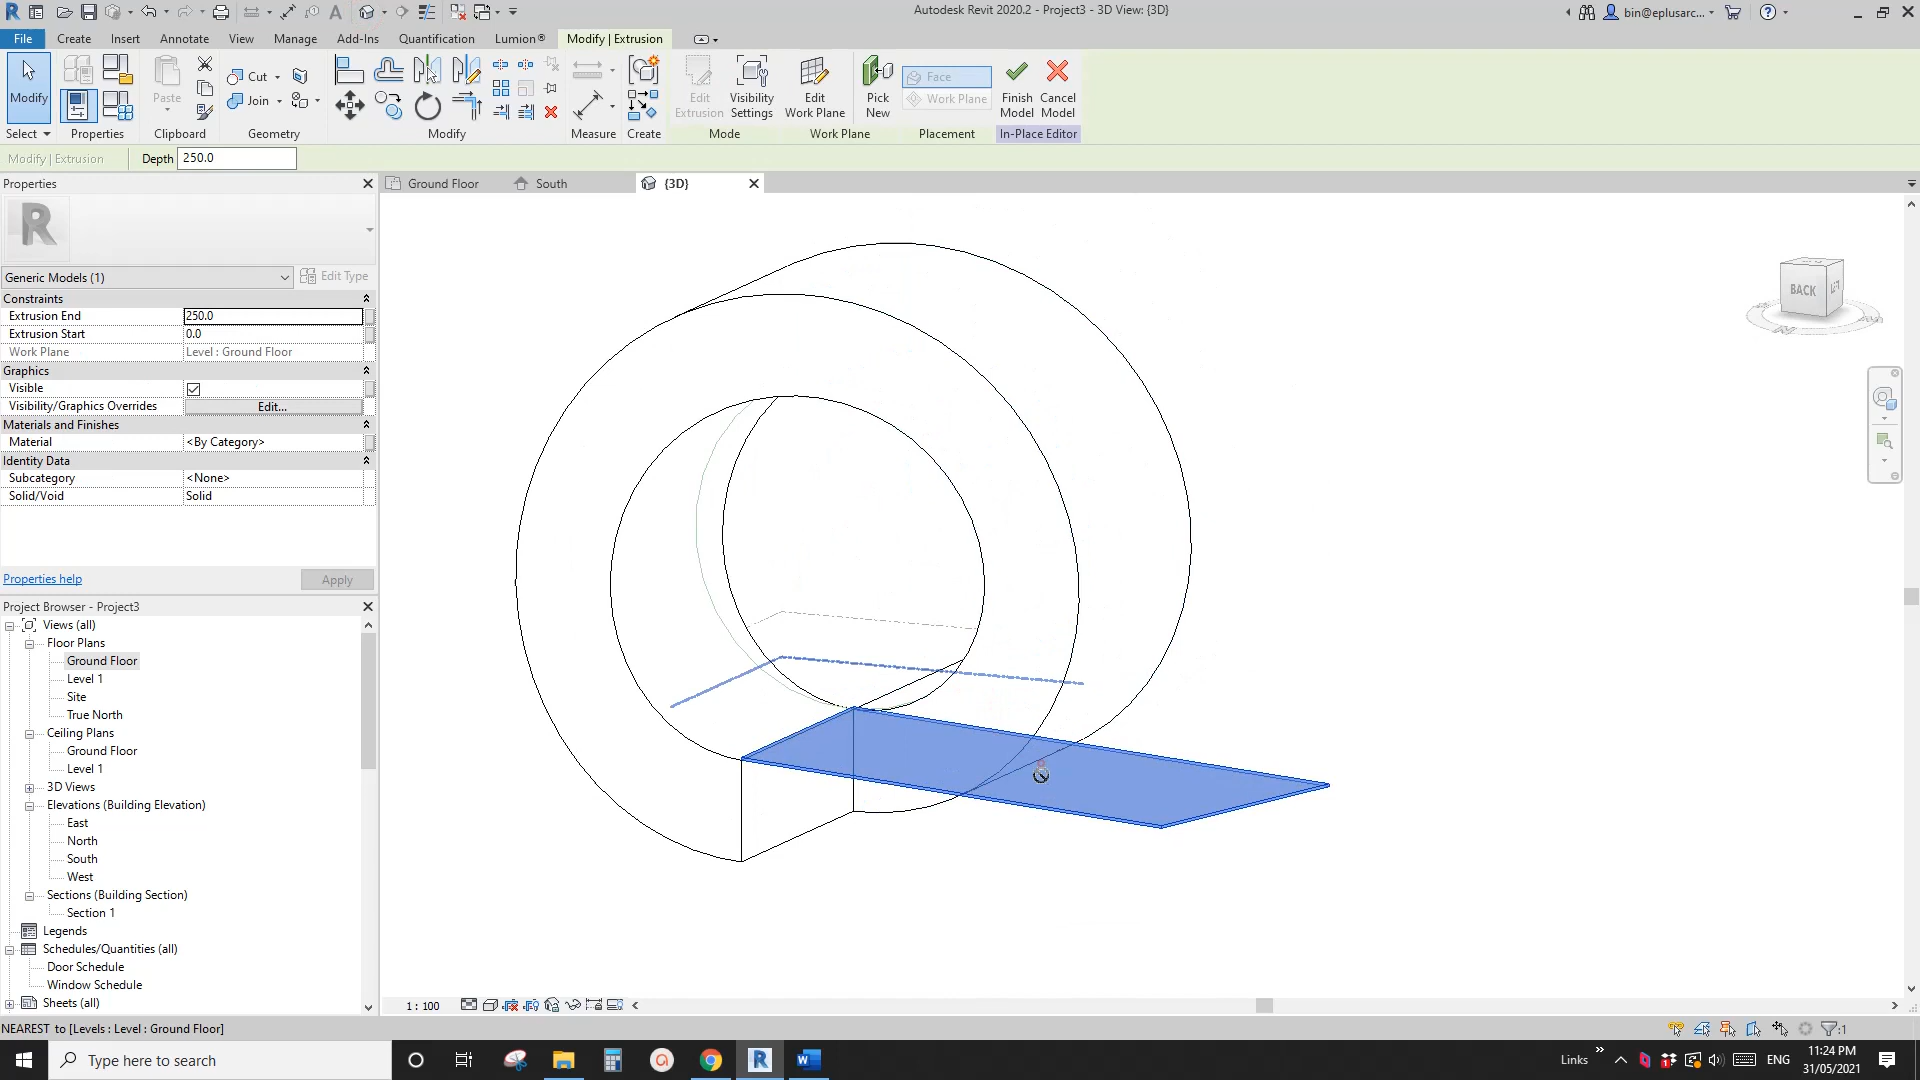 Autodesk Revit 2020.2 - Project3 - 3D View: {3D}
bin@eplusarc...
File
Create
Insert
Annotate
View
Manage
Add-Ins
Quantification
Lumion®
Modify | Extrusion
Modify
Paste
Cut
Join
Edit
Extrusion
Visibility
Settings
Edit
Work Plane
Pick
New
Face
Work Plane
Finish
Model
Cancel
Model
Select
Properties
Clipboard
Geometry
Modify
Measure
Create
Mode
Work Plane
Placement
In-Place Editor
Modify | Extrusion
Depth
250.0
Properties
Ground Floor
South
{3D}
Generic Models (1)
Edit Type
Constraints
Extrusion End
250.0
Extrusion Start
0.0
Work Plane
Level : Ground Floor
Graphics
Visible
Visibility/Graphics Overrides
Edit...
Materials and Finishes
Material
<By Category>
Identity Data
Subcategory
<None>
Solid/Void
Solid
Properties help
Apply
BACK
Project Browser - Project3
Views (all)
Floor Plans
Ground Floor
Level 1
Site
True North
Ceiling Plans
Ground Floor
Level 1
3D Views
Elevations (Building Elevation)
East
North
South
West
Sections (Building Section)
Section 1
Legends
Schedules/Quantities (all)
Door Schedule
Window Schedule
Sheets (all)
1 : 100
NEAREST to [Levels : Level : Ground Floor]
:1
Type here to search
Links
ENG
11:24 PM
31/05/2021